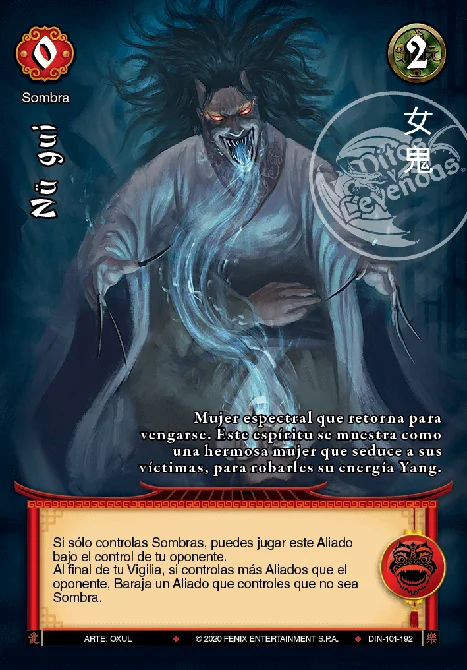 0
2
Sombra
Nü gui
女鬼
Mitos y
Leyendas
Mujer espectral que retorna para
vengarse. Este espíritu se muestra como
una hermosa mujer que seduce a sus
víctimas, para robarles su energía Yang.
Si sólo controlas Sombras, puedes jugar este Aliado
bajo el control de tu oponente.
Al final de tu Vigilia, si controlas más Aliados que el
oponente, Baraja un Aliado que controles que no sea
Sombra.
ARTE: OXUL ◆ © 2020 FENIX ENTERTAINMENT S.P.A. ◆ DIN-101-192